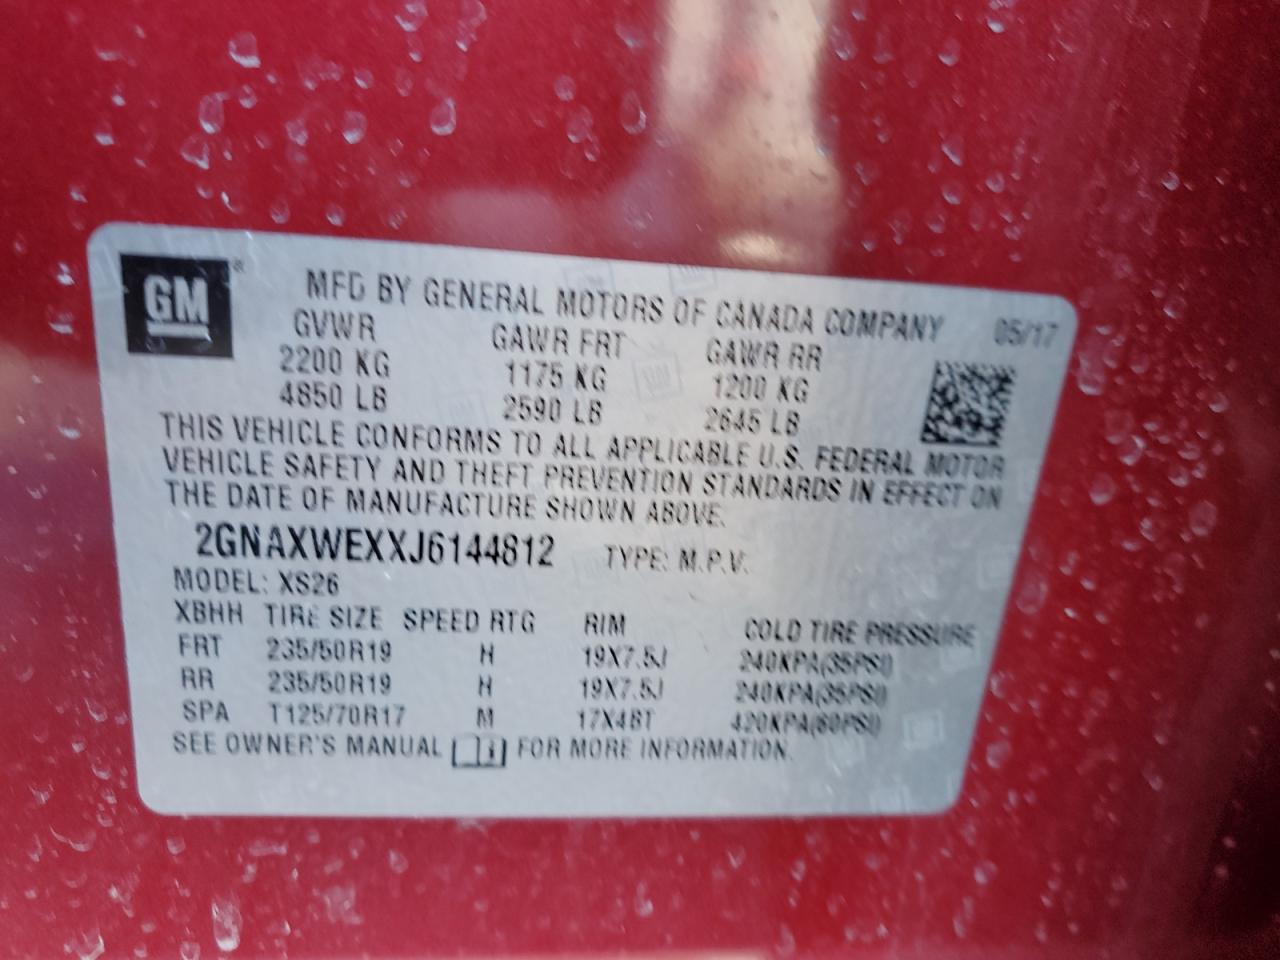 GM ® MFD BY GENERAL MOTORS OF CANADA COMPANY 05/17
GVWR GAWR FRT GAWR RR
2200 KG 1175 KG 1200 KG
4850 LB 2590 LB 2645 LB
THIS VEHICLE CONFORMS TO ALL APPLICABLE U.S. FEDERAL MOTOR
VEHICLE SAFETY AND THEFT PREVENTION STANDARDS IN EFFECT ON
THE DATE OF MANUFACTURE SHOWN ABOVE.
2GNAXWEXXJ6144812 TYPE: M.P.V.
MODEL: XS26
XBHH TIRE SIZE SPEED RTG RIM COLD TIRE PRESSURE
FRT 235/50R19 H 19X7.5J 240KPA(35PSI)
RR 235/50R19 H 19X7.5J 240KPA(35PSI)
SPA T125/70R17 M 17X4BT 420KPA(60PSI)
SEE OWNER'S MANUAL FOR MORE INFORMATION.